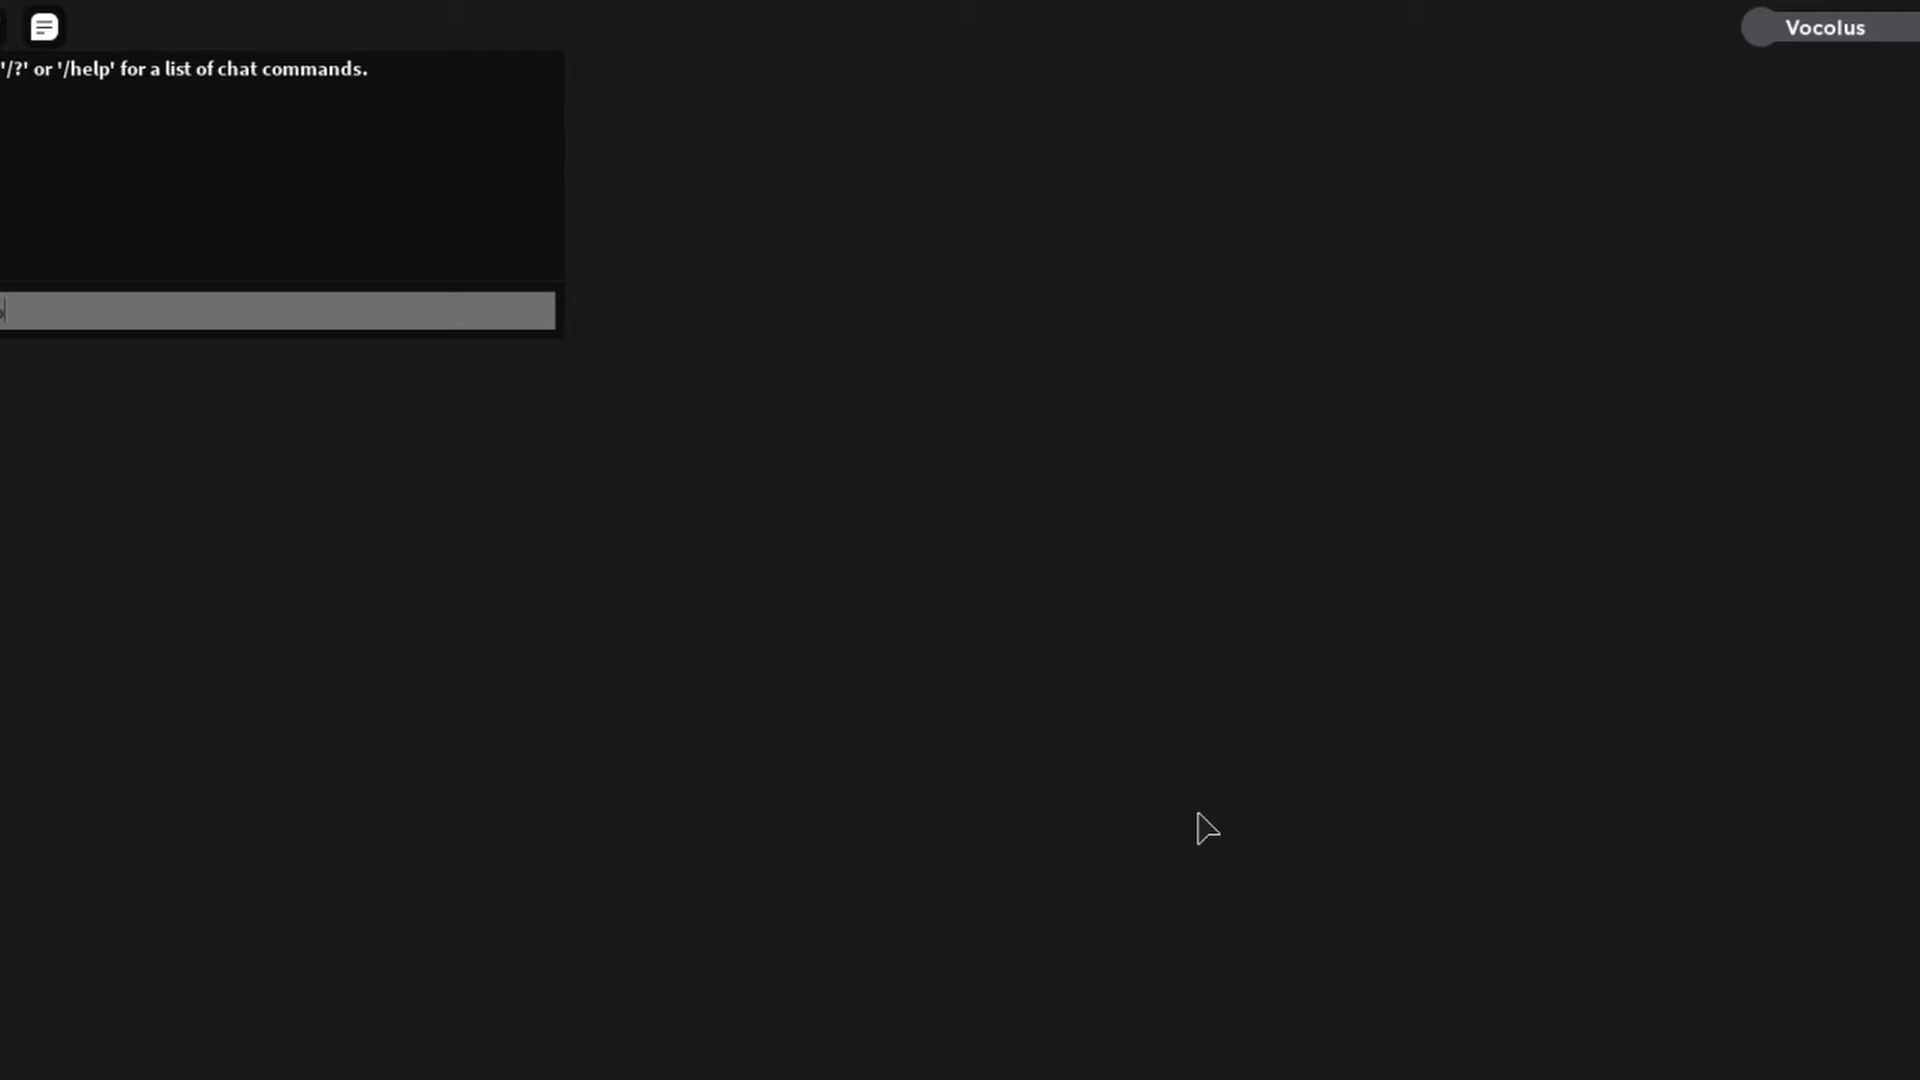 Vocolus
'/?' or '/help' for a list of chat commands.